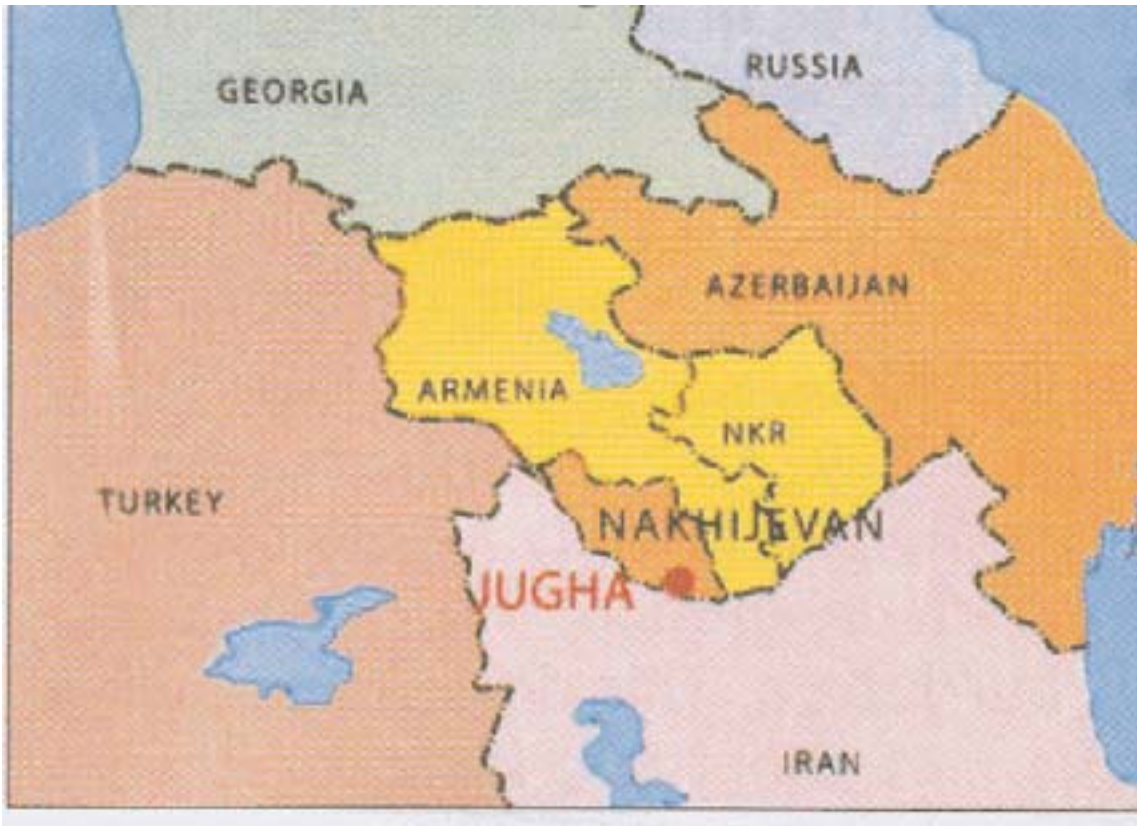 RUSSIA
GEORGIA
AZERBAIJAN
ARMENIA
NKR
TURKEY
NAKHIJEVAN
JUGHA
IRAN